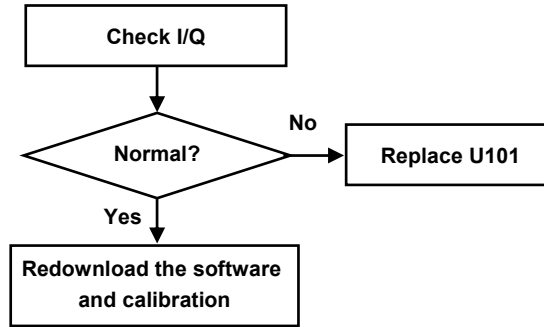 Check I/Q
No
Normal?
Replace U101
Yes
Redownload the software
and calibration